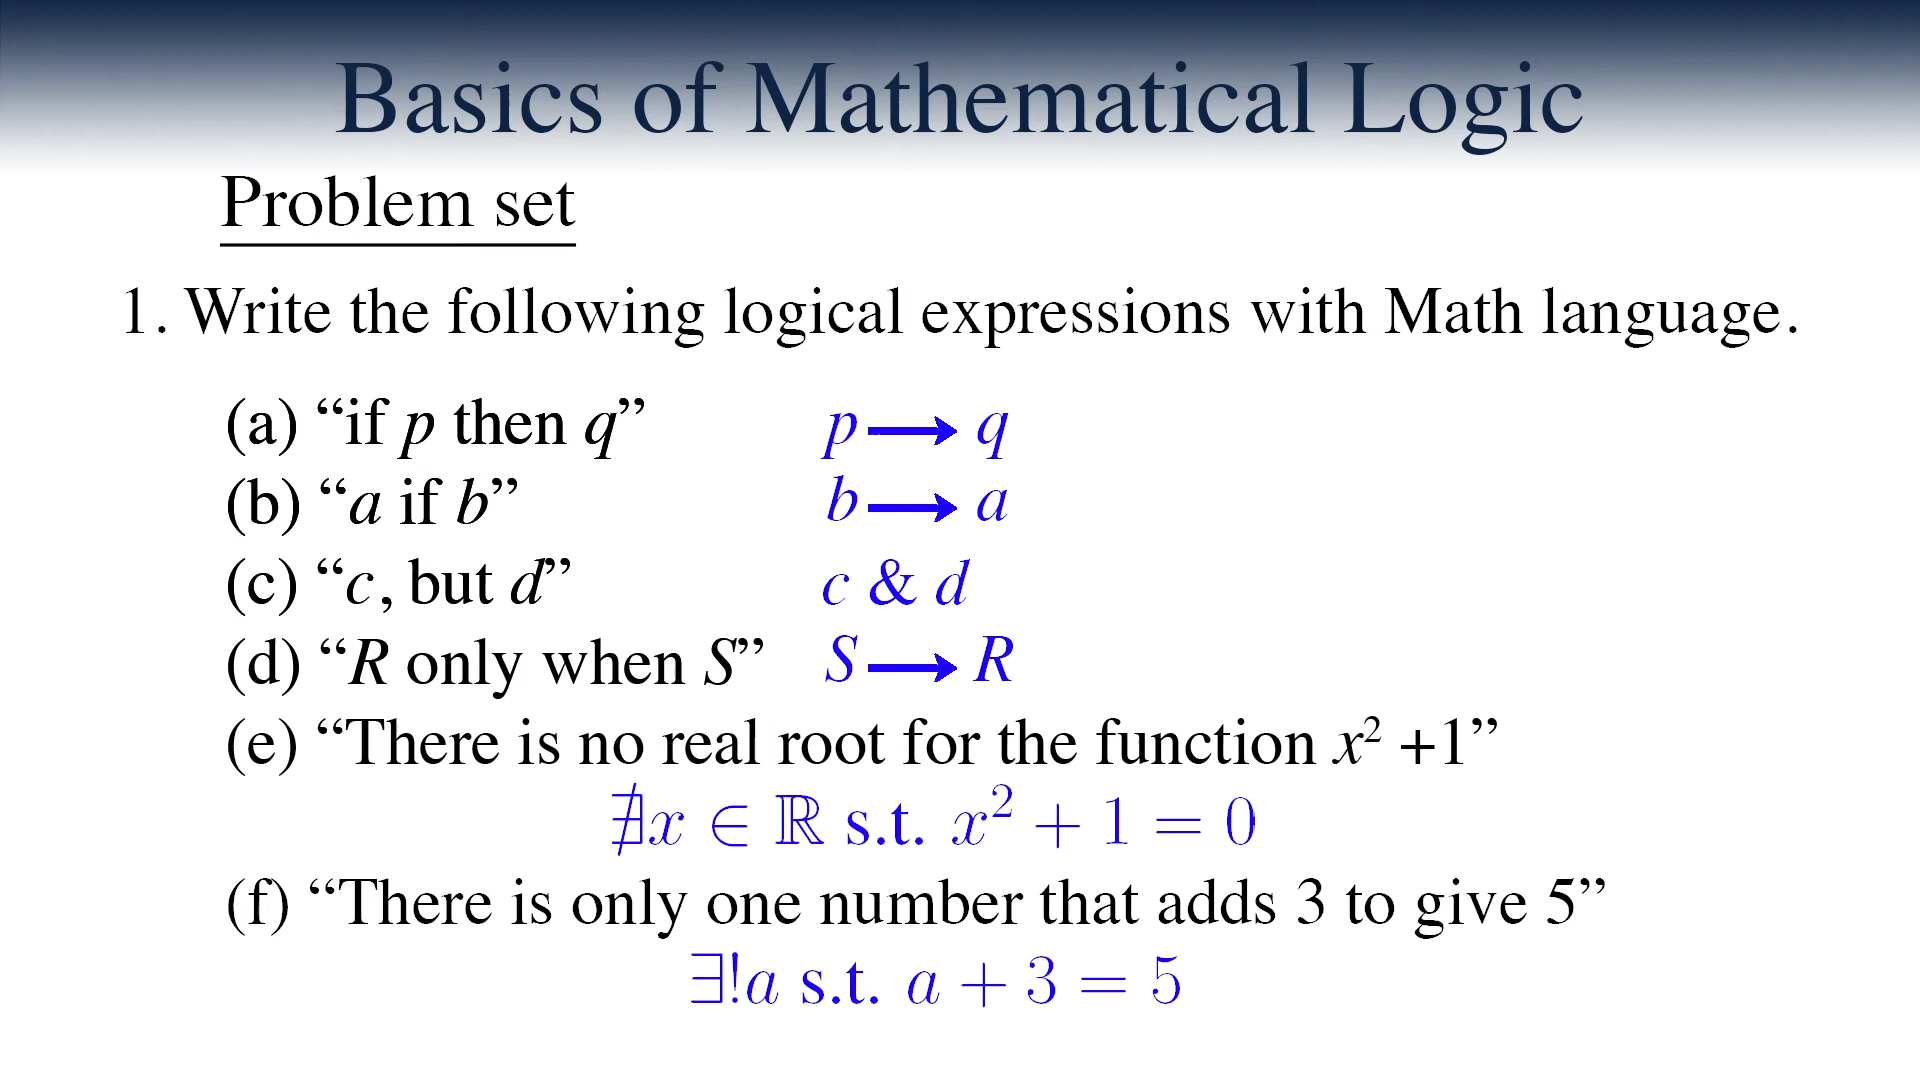 Basics of Mathematical Logic
Problem set
1. Write the following logical expressions with Math language.
(a) “if p then q” p ⟶ q
(b) “a if b” b ⟶ a
(c) “c, but d” c & d
(d) “R only when S” S ⟶ R
(e) “There is no real root for the function x² +1”
∄x ∈ ℝ s.t. x² + 1 = 0
(f) “There is only one number that adds 3 to give 5”
∃!a s.t. a + 3 = 5